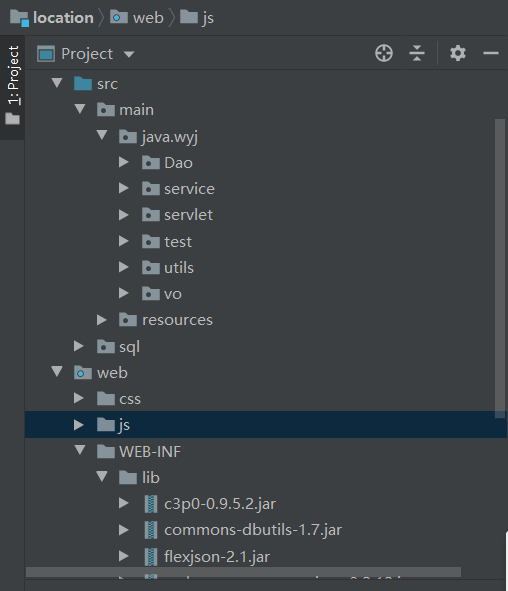 location web js
1: Project
Project
src
main
java.wyj
Dao
service
servlet
test
utils
vo
resources
sql
web
css
js
WEB-INF
lib
c3p0-0.9.5.2.jar
commons-dbutils-1.7.jar
flexjson-2.1.jar